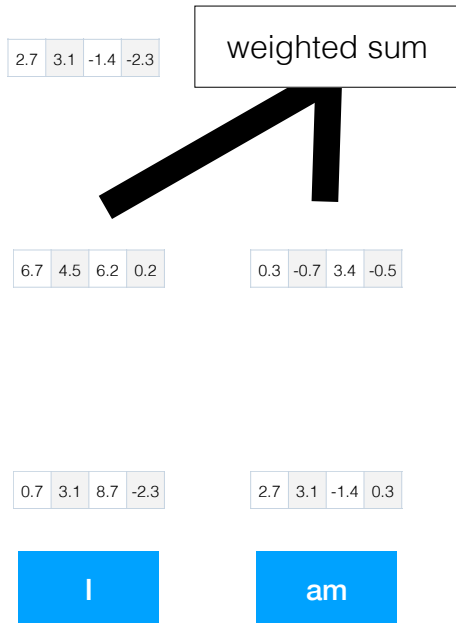 weighted sum
2.7 3.1 -1.4 -2.3
6.7 4.5 6.2 0.2
0.3 -0.7 3.4 -0.5
0.7 3.1 8.7 -2.3
2.7 3.1 -1.4 0.3
I
am